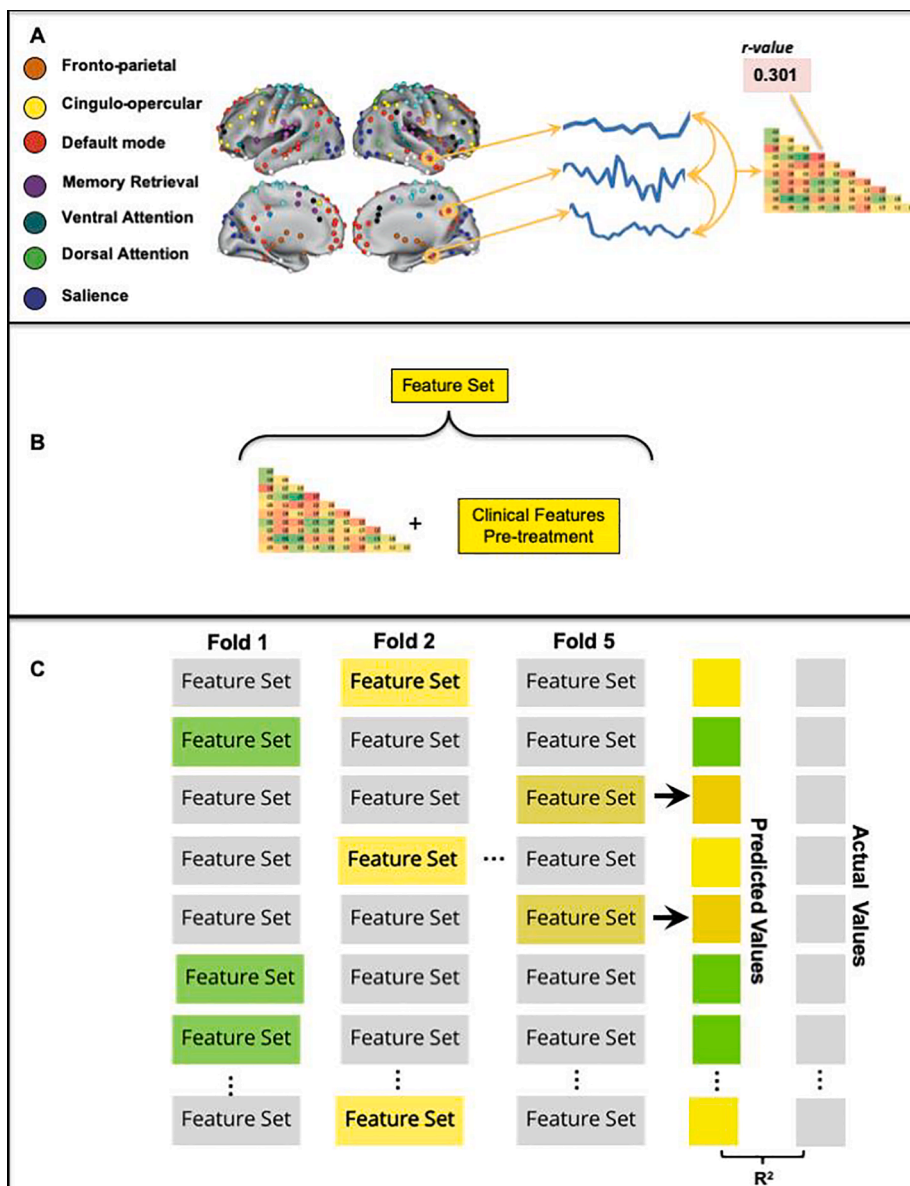 A
Fronto-parietal
Cingulo-opercular
Default mode
Memory Retrieval
Ventral Attention
Dorsal Attention
Salience
r-value
0.301
B
Feature Set
+
Clinical Features
Pre-treatment
C
Fold 1 Fold 2 Fold 5
Feature Set Feature Set Feature Set
Feature Set Feature Set Feature Set
Feature Set Feature Set Feature Set
Feature Set Feature Set ... Feature Set
Feature Set Feature Set Feature Set
Feature Set Feature Set Feature Set
Feature Set Feature Set Feature Set
Feature Set Feature Set Feature Set
Predicted Values
Actual Values
R²